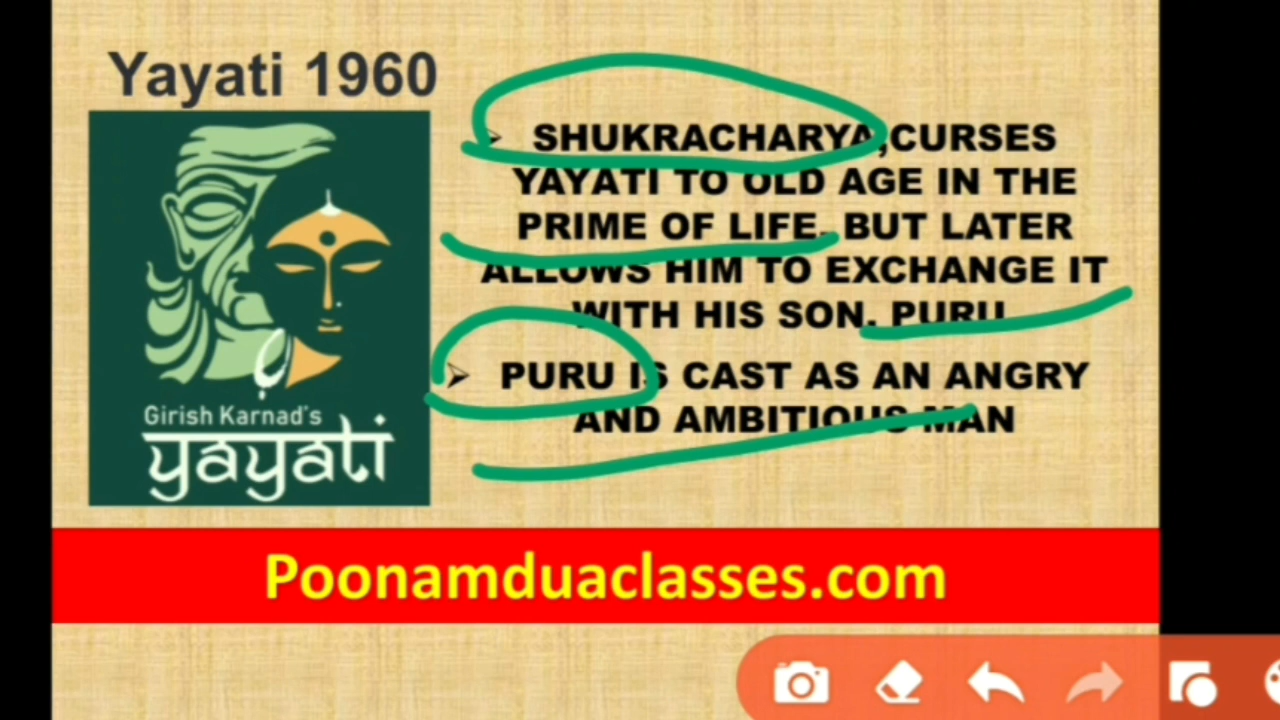 Yayati 1960
Girish Karnad's
yayati
➤ SHUKRACHARYA,CURSES
YAYATI TO OLD AGE IN THE
PRIME OF LIFE. BUT LATER
ALLOWS HIM TO EXCHANGE IT
WITH HIS SON. PURU
➤ PURU IS CAST AS AN ANGRY
AND AMBITIOUS MAN
Poonamduaclasses.com